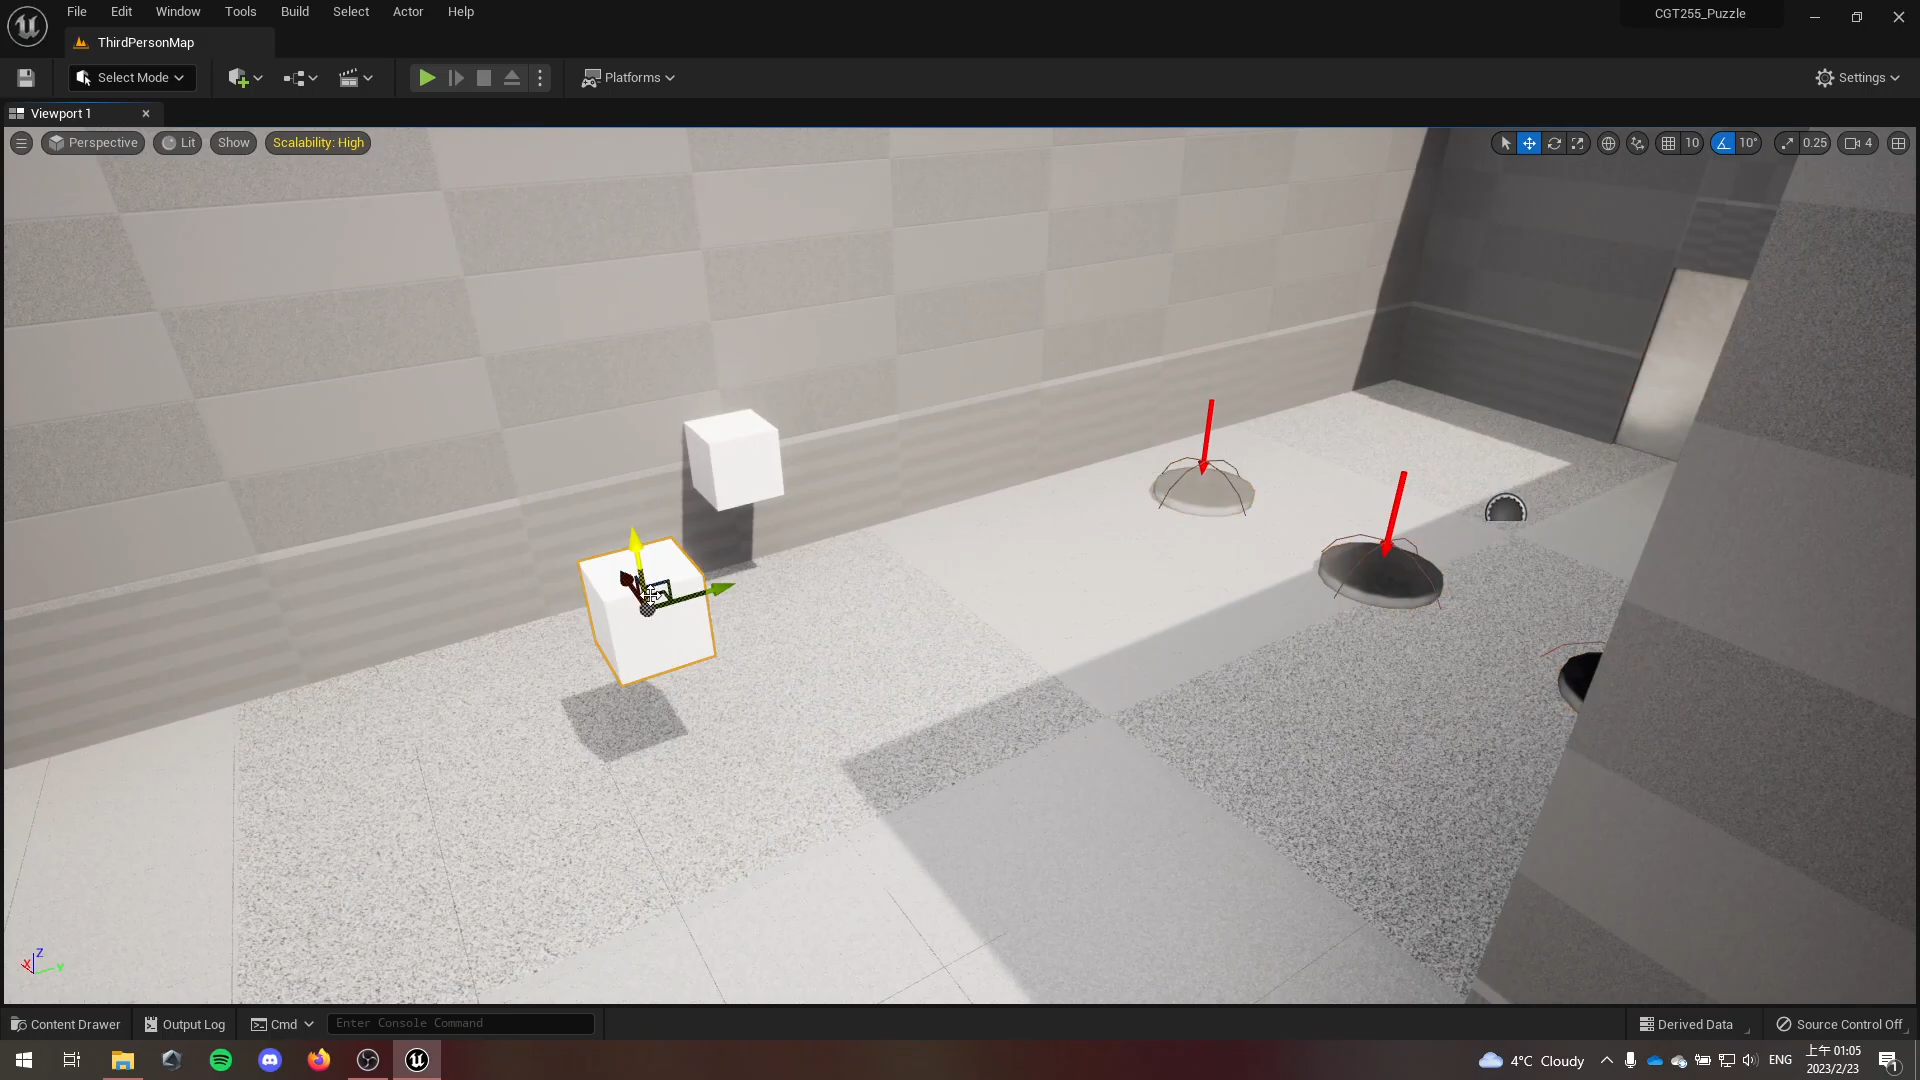 File Edit Window Tools Build Select Actor Help
CGT255_Puzzle
ThirdPersonMap
Select Mode
Platforms
Settings
Viewport 1
Perspective Lit Show Scalability: High
10 10° 0.25 4
Z
X Y
Content Drawer Output Log Cmd Enter Console Command
Derived Data Source Control Off
4°C Cloudy ENG
上午 01:05
2023/2/23
1